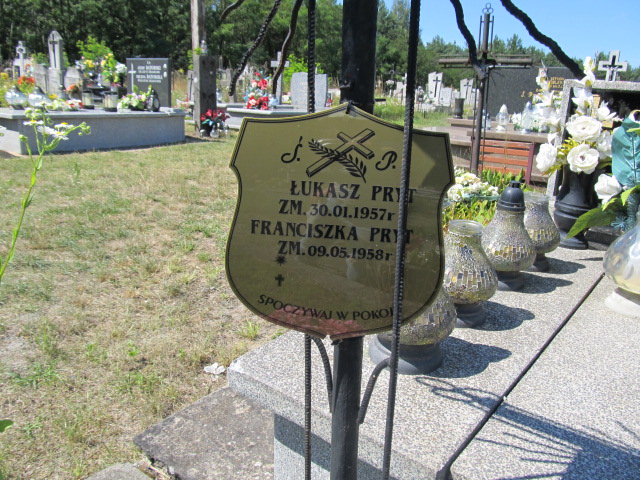 Ś. P.
ŁUKASZ PRYT
ZM. 30.01.1957r
FRANCISZKA PRYT
ZM. 09.05.1958r
SPOCZYWAJ W POKOJU